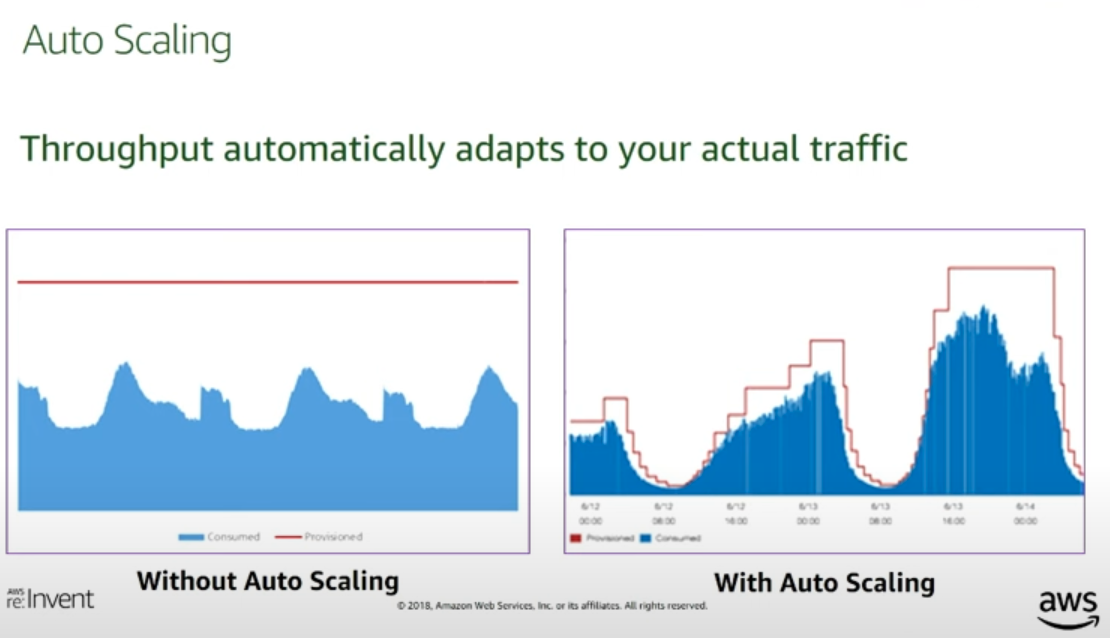 Auto Scaling
Throughput automatically adapts to your actual traffic
Consumed Provisioned
6/12 6/12 6/12 6/13 6/13 6/13 6/14
00:00 08:00 16:00 00:00 08:00 16:00 00:00
Provisioned Consumed
Without Auto Scaling
With Auto Scaling
AWS
re:Invent
© 2018, Amazon Web Services, Inc. or its affiliates. All rights reserved.
aws